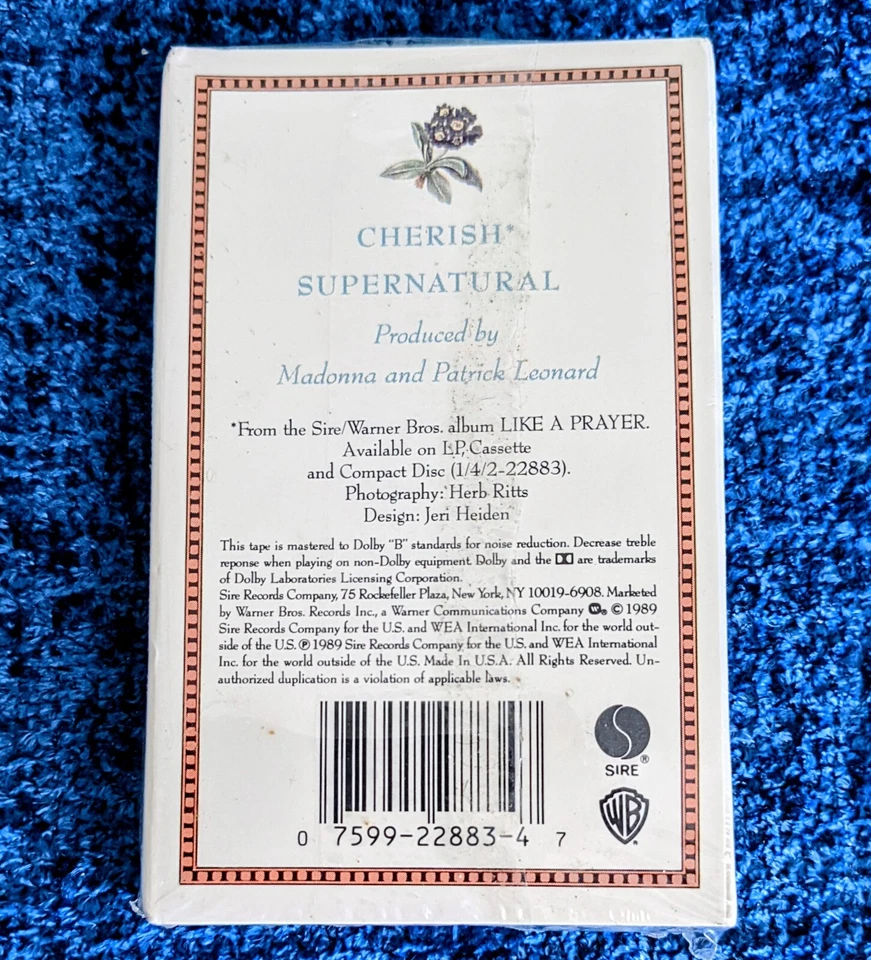 CHERISH*
SUPERNATURAL
Produced by
Madonna and Patrick Leonard
*From the Sire/Warner Bros. album LIKE A PRAYER.
Available on LP, Cassette
and Compact Disc (1/4/2-22883).
Photography: Herb Ritts
Design: Jeri Heiden
This tape is mastered to Dolby "B" standards for noise reduction. Decrease treble
reponse when playing on non-Dolby equipment. Dolby and the are trademarks
of Dolby Laboratories Licensing Corporation.
Sire Records Company, 75 Rockefeller Plaza, New York, NY 10019-6908. Marketed
by Warner Bros. Records Inc., a Warner Communications Company ® © 1989
Sire Records Company for the U.S. and WEA International Inc. for the world out-
side of the U.S. ℗ 1989 Sire Records Company for the U.S. and WEA International
Inc. for the world outside of the U.S. Made In U.S.A. All Rights Reserved. Un-
authorized duplication is a violation of applicable laws.
SIRE®
WB®
0 7599-22883-4 7